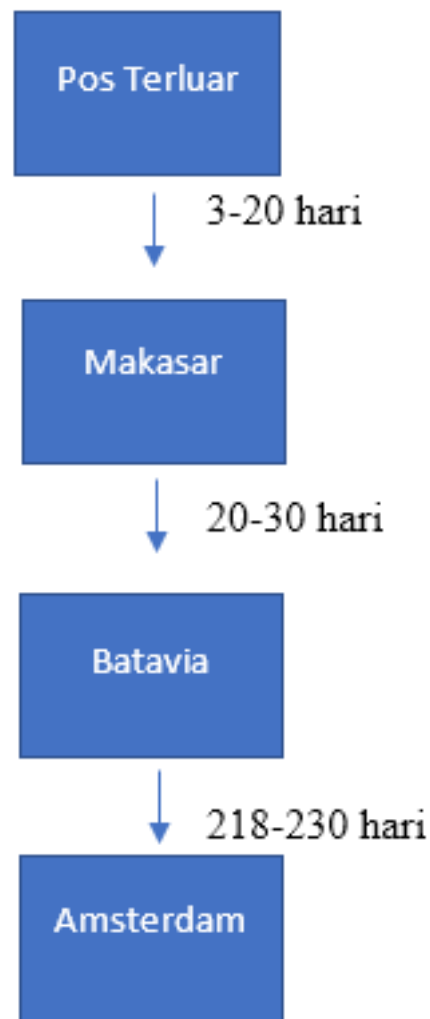 Pos Terluar
3-20 hari
Makasar
20-30 hari
Batavia
218-230 hari
Amsterdam